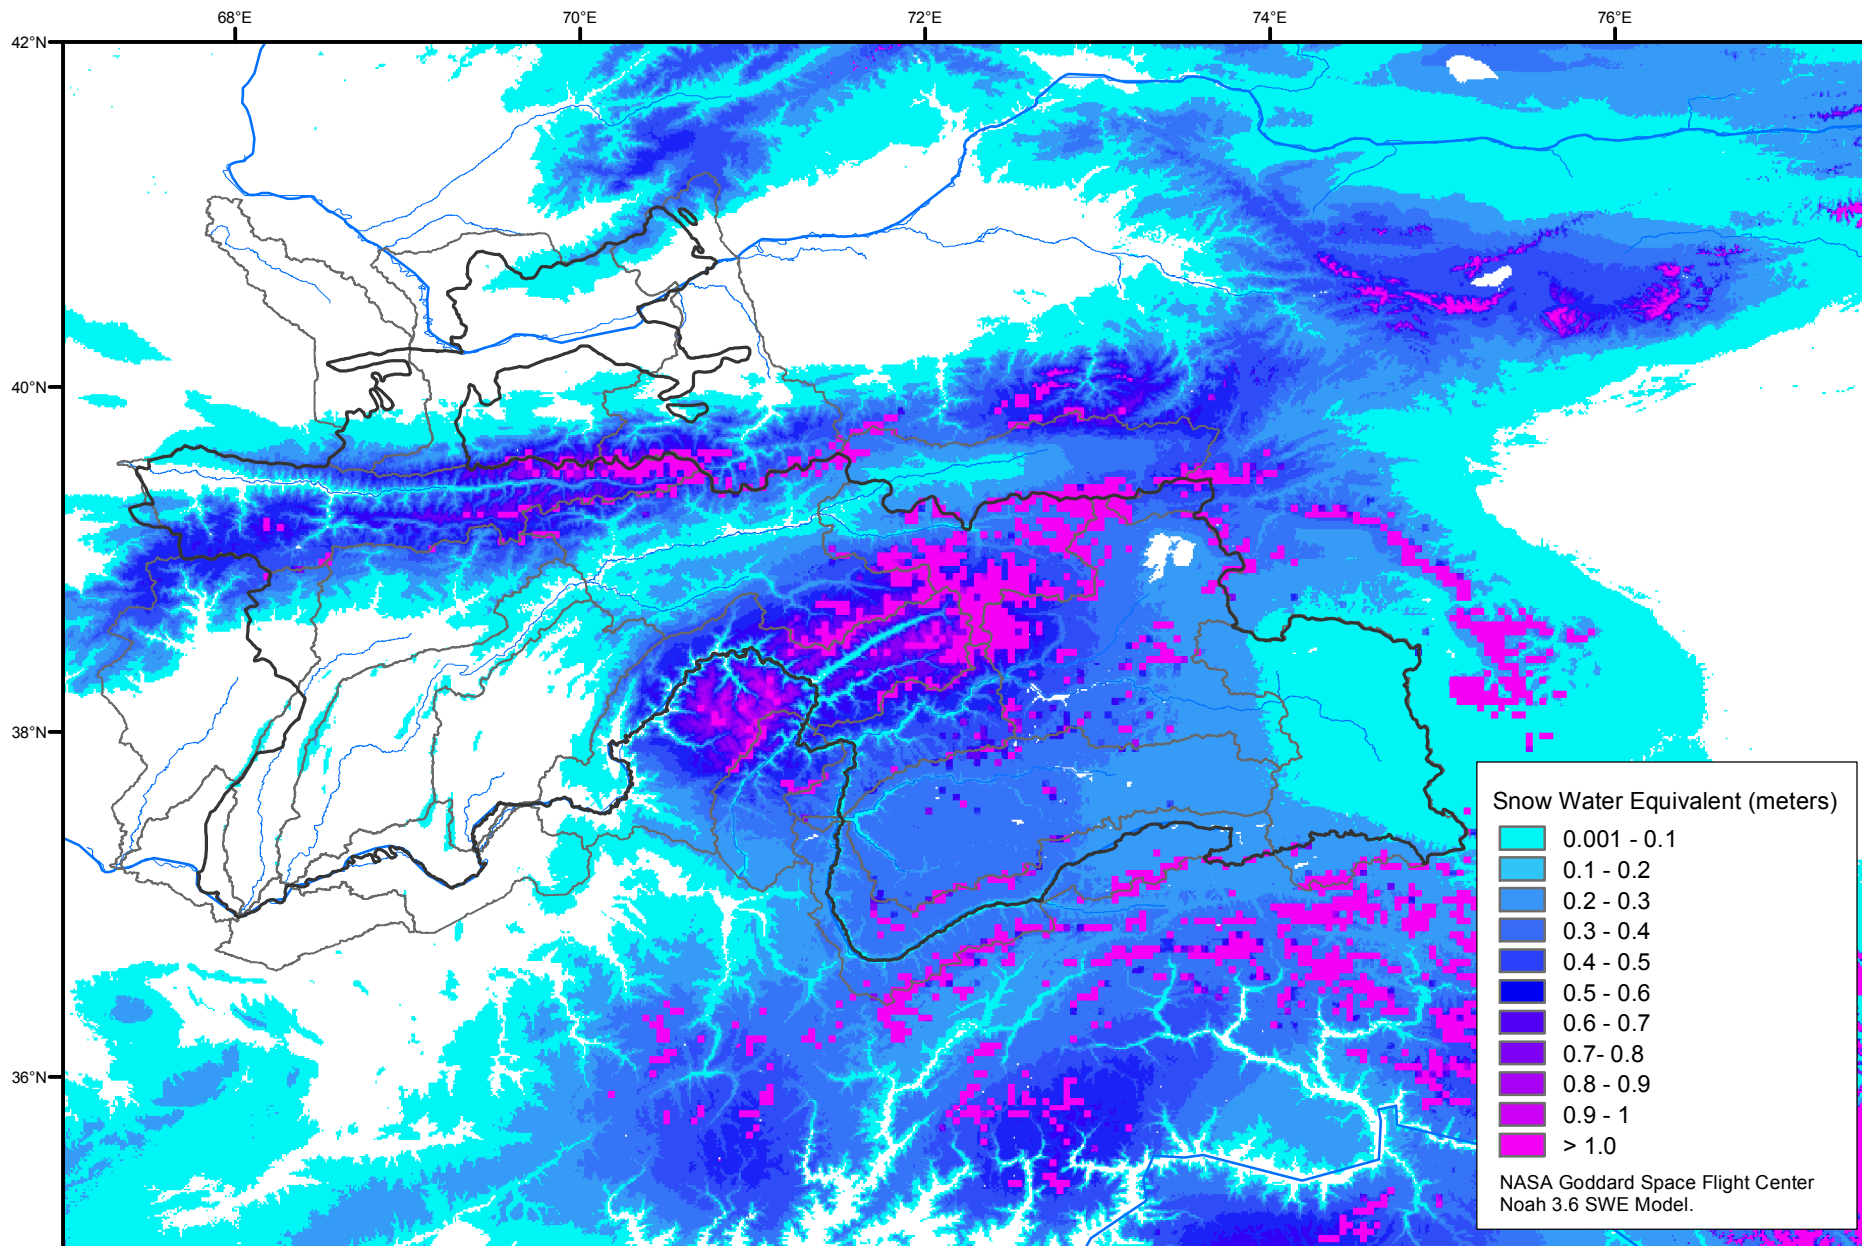 68°E
70°E
72°E
74°E
76°E
42°N
40°N
38°N
36°N
Snow Water Equivalent (meters)
0.001 - 0.1
0.1 - 0.2
0.2 - 0.3
0.3 - 0.4
0.4 - 0.5
0.5 - 0.6
0.6 - 0.7
0.7- 0.8
0.8 - 0.9
0.9 - 1
> 1.0
NASA Goddard Space Flight Center
Noah 3.6 SWE Model.